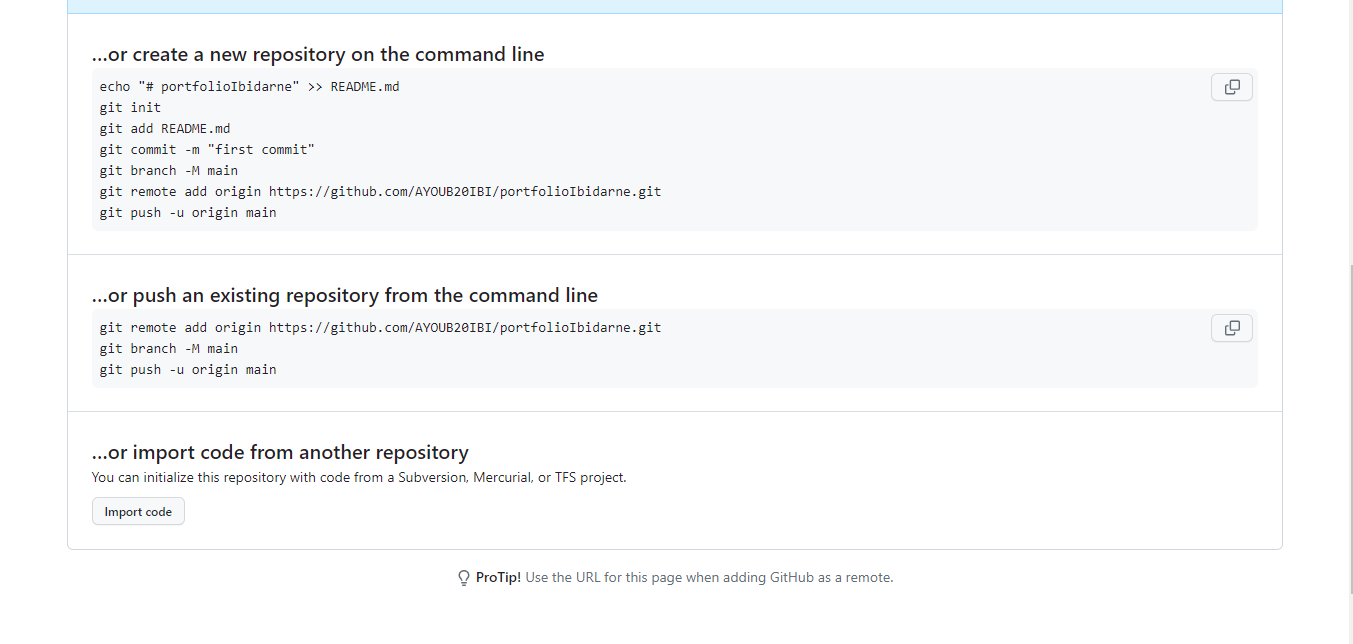 ...or create a new repository on the command line
echo "# portfolioIbidarne" >> README.md
git init
git add README.md
git commit -m "first commit"
git branch -M main
git remote add origin https://github.com/AYOUB20IBI/portfolioIbidarne.git
git push -u origin main
...or push an existing repository from the command line
git remote add origin https://github.com/AYOUB20IBI/portfolioIbidarne.git
git branch -M main
git push -u origin main
...or import code from another repository
You can initialize this repository with code from a Subversion, Mercurial, or TFS project.
Import code
ProTip! Use the URL for this page when adding GitHub as a remote.